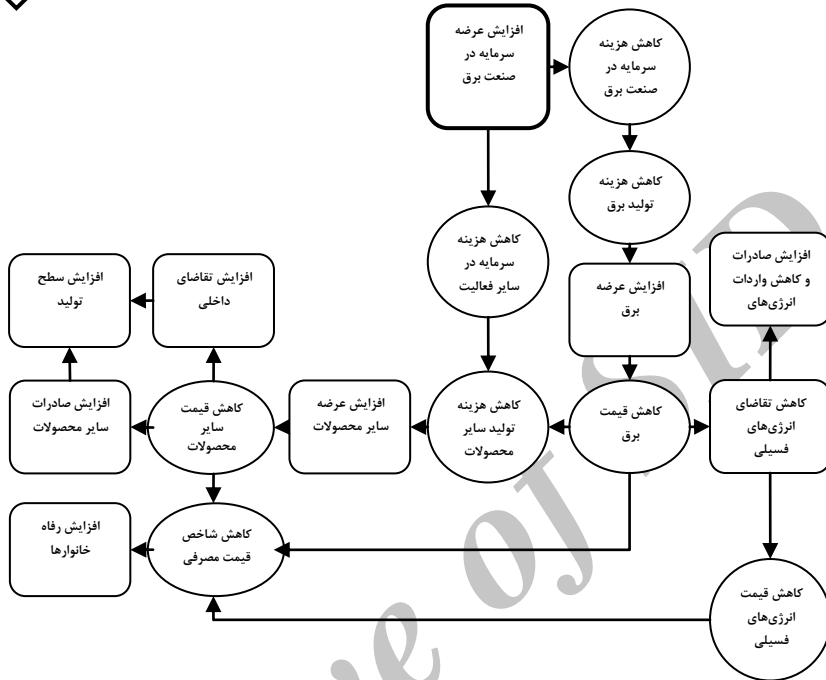 افزایش عرضه
سرمایه در
صنعت برق
کاهش هزینه
سرمایه در
صنعت برق
کاهش هزینه
تولید برق
افزایش عرضه
برق
کاهش هزینه
سرمایه در
سایر فعالیت
افزایش صادرات
و کاهش واردات
انرژی‌های
افزایش تقاضای
داخلی
افزایش سطح
تولید
کاهش تقاضای
انرژی‌های
فسیلی
کاهش قیمت
برق
کاهش هزینه
تولید سایر
محصولات
افزایش عرضه
سایر محصولات
کاهش قیمت
سایر
محصولات
افزایش صادرات
سایر محصولات
کاهش شاخص
قیمت مصرفی
افزایش رفاه
خانوارها
کاهش قیمت
انرژی‌های
فسیلی
ive of SID